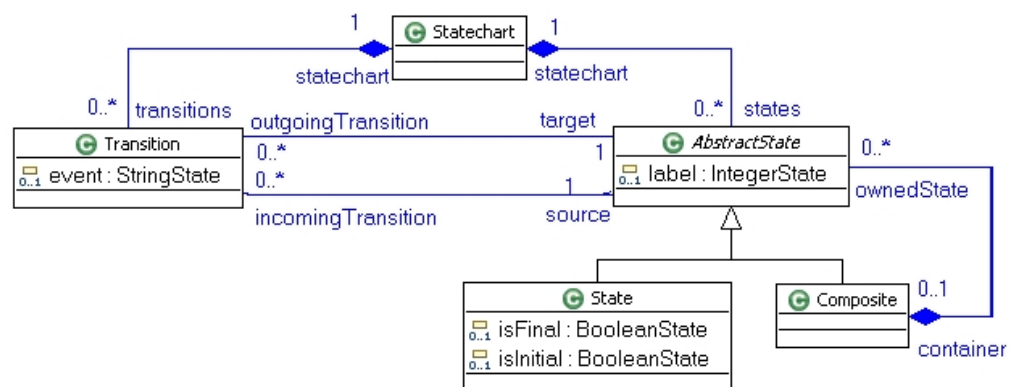 1
Statechart
1
statechart
statechart
0..*
transitions
0..*
states
outgoingTransition
target
Transition
AbstractState
0..*
0..*
1
event : StringState
0..1
label : IntegerState
0..1
0..*
1
ownedState
incomingTransition
source
State
Composite
0..1
isFinal : BooleanState
0..1
isInitial : BooleanState
0..1
container